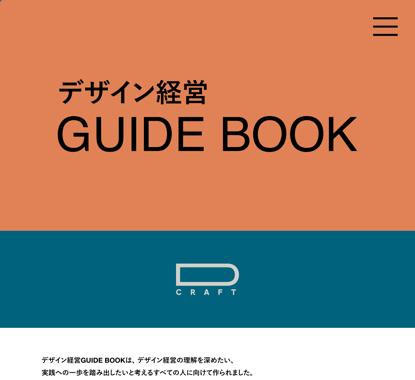 デザイン経営
GUIDE BOOK
CRAFT
デザイン経営GUIDE BOOKは、デザイン経営の理解を深めたい、
実践への一歩を踏み出したいと考えるすべての人に向けて作られました。